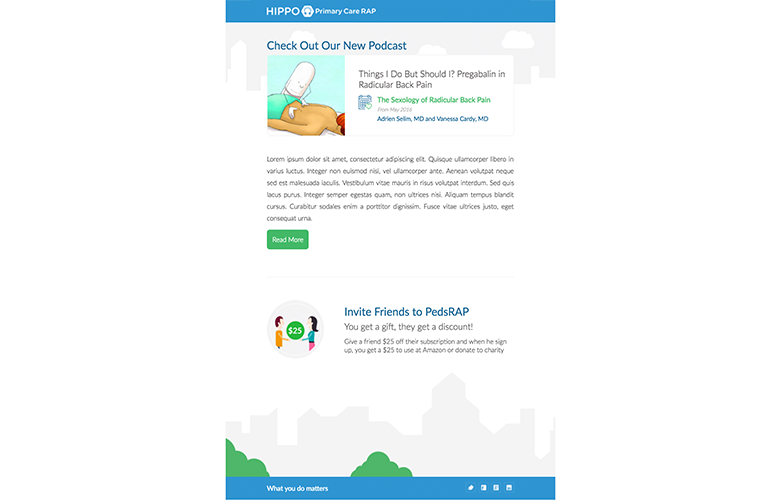 HIPPO Primary Care RAP
Check Out Our New Podcast
Things I Do But Should I? Pregabalin in
Radicular Back Pain
The Sexology of Radicular Back Pain
From May 2016
Adrien Selim, MD and Vanessa Cardy, MD
Lorem ipsum dolor sit amet, consectetur adipiscing elit. Quisque ullamcorper libero in
varius luctus. Integer non euismod nisi, vel ullamcorper ante. Aenean volutpat neque
sed est malesuada iaculis. Vestibulum vitae mauris in risus volutpat interdum. Sed quis
lacus purus. Integer semper egestas quam, non ultrices nisi. Aliquam tempus blandit
cursus. Curabitur sodales enim a porttitor dignissim. Fusce vitae ultrices justo, eget
consequat urna.
Read More
$25
Invite Friends to PedsRAP
You get a gift, they get a discount!
Give a friend $25 off their subscription and when he sign
up, you get a $25 to use at Amazon or donate to charity
What you do matters